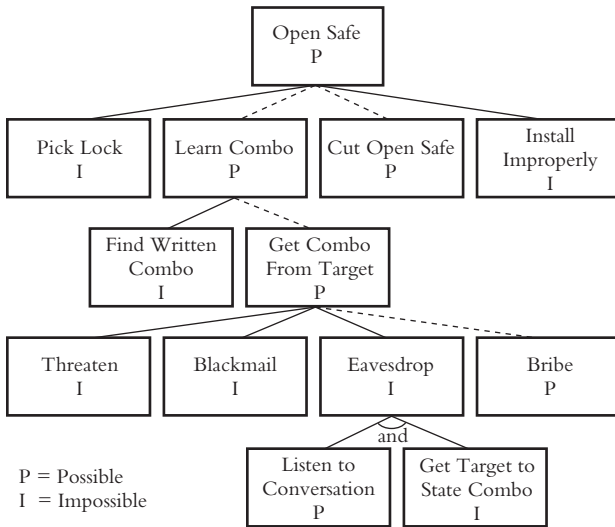 Open Safe
P
Pick Lock
I
Learn Combo
P
Cut Open Safe
P
Install
Improperly
I
Find Written
Combo
I
Get Combo
From Target
P
Threaten
I
Blackmail
I
Eavesdrop
I
Bribe
P
and
Listen to
Conversation
P
Get Target to
State Combo
I
P = Possible
I = Impossible